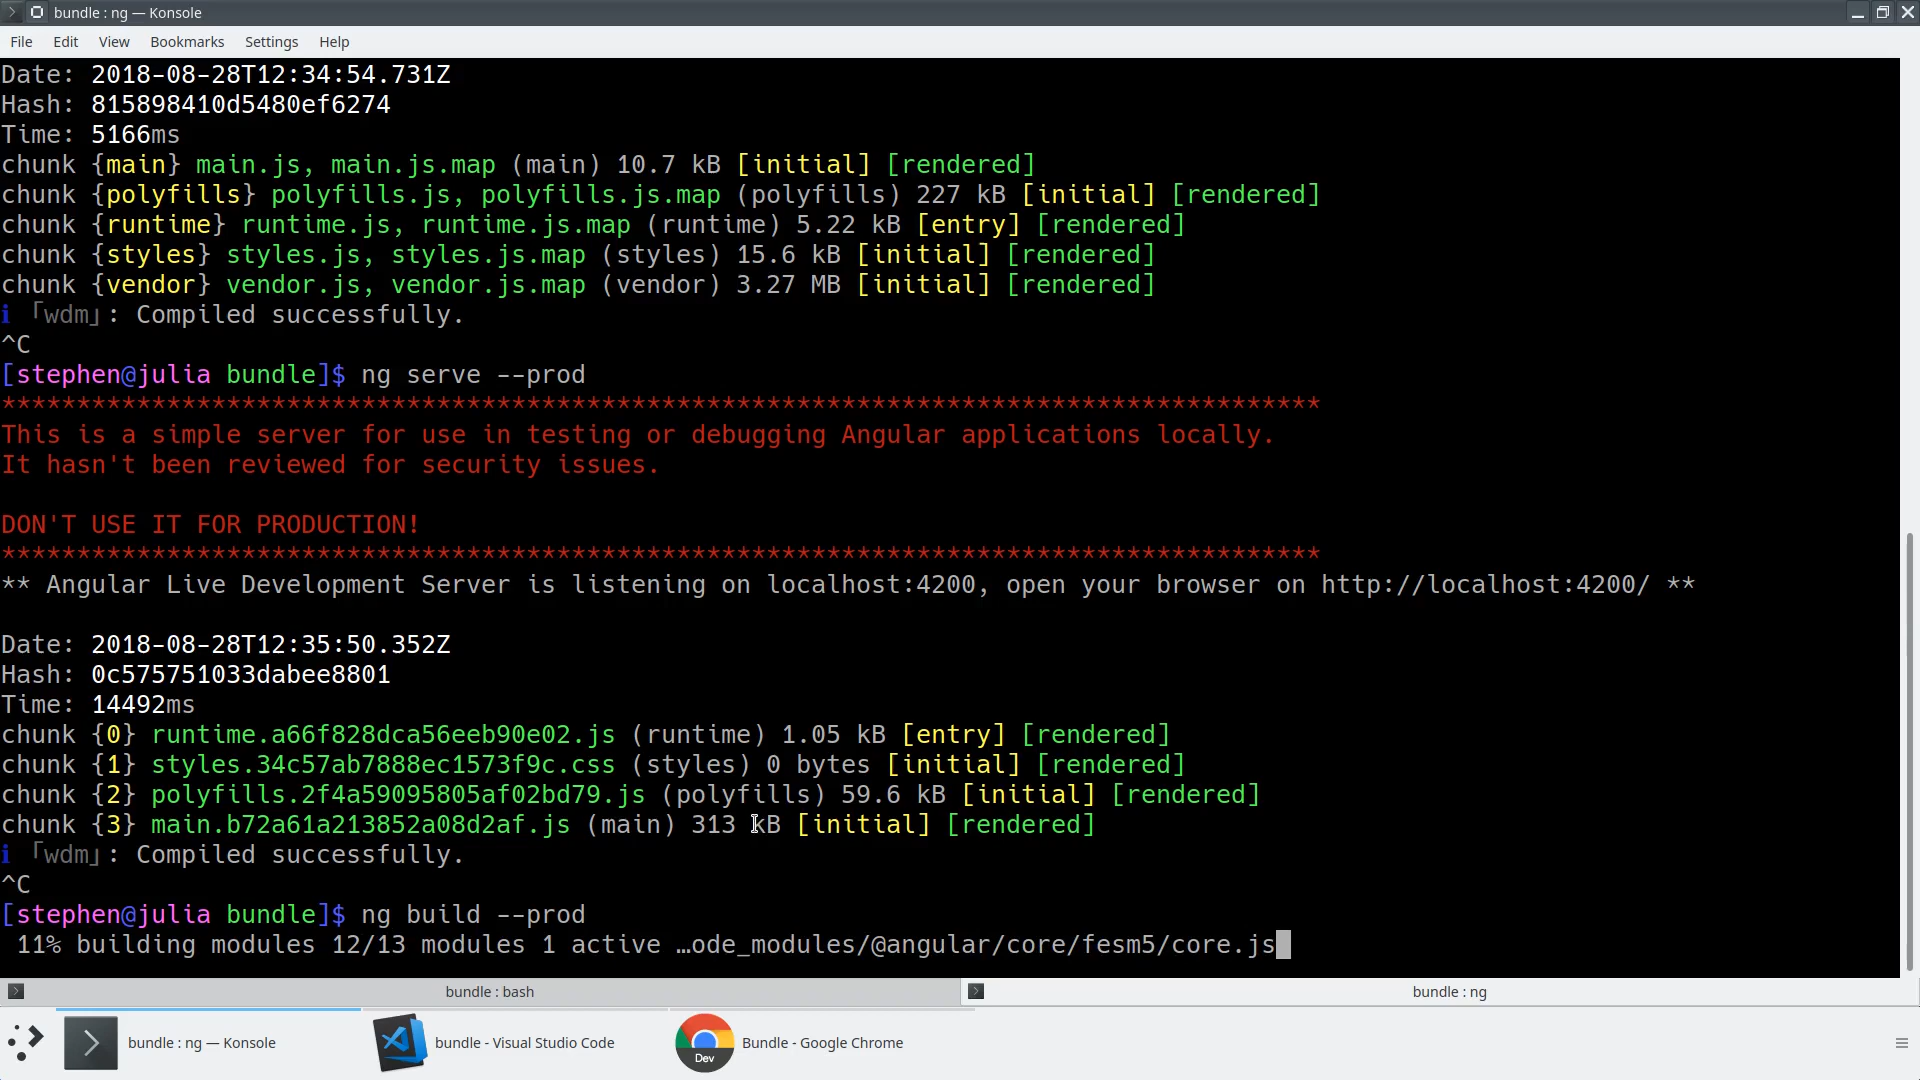 bundle : ng — Konsole
File Edit View Bookmarks Settings Help
Date: 2018-08-28T12:34:54.731Z
Hash: 815898410d5480ef6274
Time: 5166ms
chunk {main} main.js, main.js.map (main) 10.7 kB [initial] [rendered]
chunk {polyfills} polyfills.js, polyfills.js.map (polyfills) 227 kB [initial] [rendered]
chunk {runtime} runtime.js, runtime.js.map (runtime) 5.22 kB [entry] [rendered]
chunk {styles} styles.js, styles.js.map (styles) 15.6 kB [initial] [rendered]
chunk {vendor} vendor.js, vendor.js.map (vendor) 3.27 MB [initial] [rendered]
ℹ ｢wdm｣: Compiled successfully.
^C
[stephen@julia bundle]$ ng serve --prod
****************************************************************************************
This is a simple server for use in testing or debugging Angular applications locally.
It hasn't been reviewed for security issues.
DON'T USE IT FOR PRODUCTION!
****************************************************************************************
** Angular Live Development Server is listening on localhost:4200, open your browser on http://localhost:4200/ **
Date: 2018-08-28T12:35:50.352Z
Hash: 0c575751033dabee8801
Time: 14492ms
chunk {0} runtime.a66f828dca56eeb90e02.js (runtime) 1.05 kB [entry] [rendered]
chunk {1} styles.34c57ab7888ec1573f9c.css (styles) 0 bytes [initial] [rendered]
chunk {2} polyfills.2f4a59095805af02bd79.js (polyfills) 59.6 kB [initial] [rendered]
chunk {3} main.b72a61a213852a08d2af.js (main) 313 kB [initial] [rendered]
ℹ ｢wdm｣: Compiled successfully.
^C
[stephen@julia bundle]$ ng build --prod
11% building modules 12/13 modules 1 active …ode_modules/@angular/core/fesm5/core.js
bundle : bash
bundle : ng
bundle : ng — Konsole
bundle - Visual Studio Code
Dev
Bundle - Google Chrome